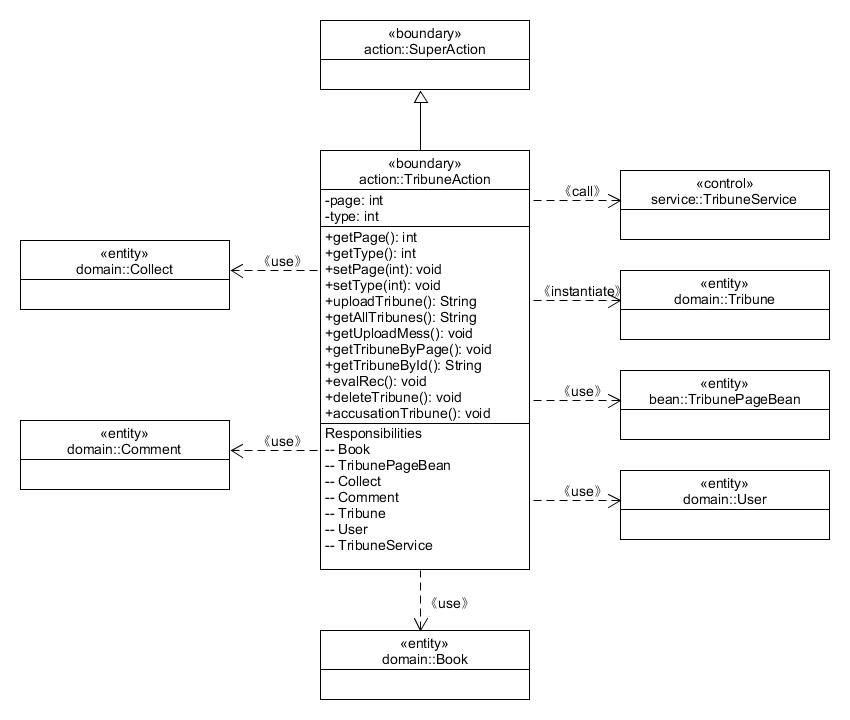 «boundary»
action::SuperAction
«boundary»
action::TribuneAction
-page: int
-type: int
+getPage(): int
+getType(): int
+setPage(int): void
+setType(int): void
+uploadTribune(): String
+getAllTribunes(): String
+getUploadMess(): void
+getTribuneByPage(): void
+getTribuneById(): String
+evalRec(): void
+deleteTribune(): void
+accusationTribune(): void
Responsibilities
-- Book
-- TribunePageBean
-- Collect
-- Comment
-- Tribune
-- User
-- TribuneService
«entity»
domain::Collect
《use》
«entity»
domain::Comment
《use》
《call》
«control»
service::TribuneService
《instantiate》
«entity»
domain::Tribune
《use》
«entity»
bean::TribunePageBean
《use》
«entity»
domain::User
《use》
«entity»
domain::Book